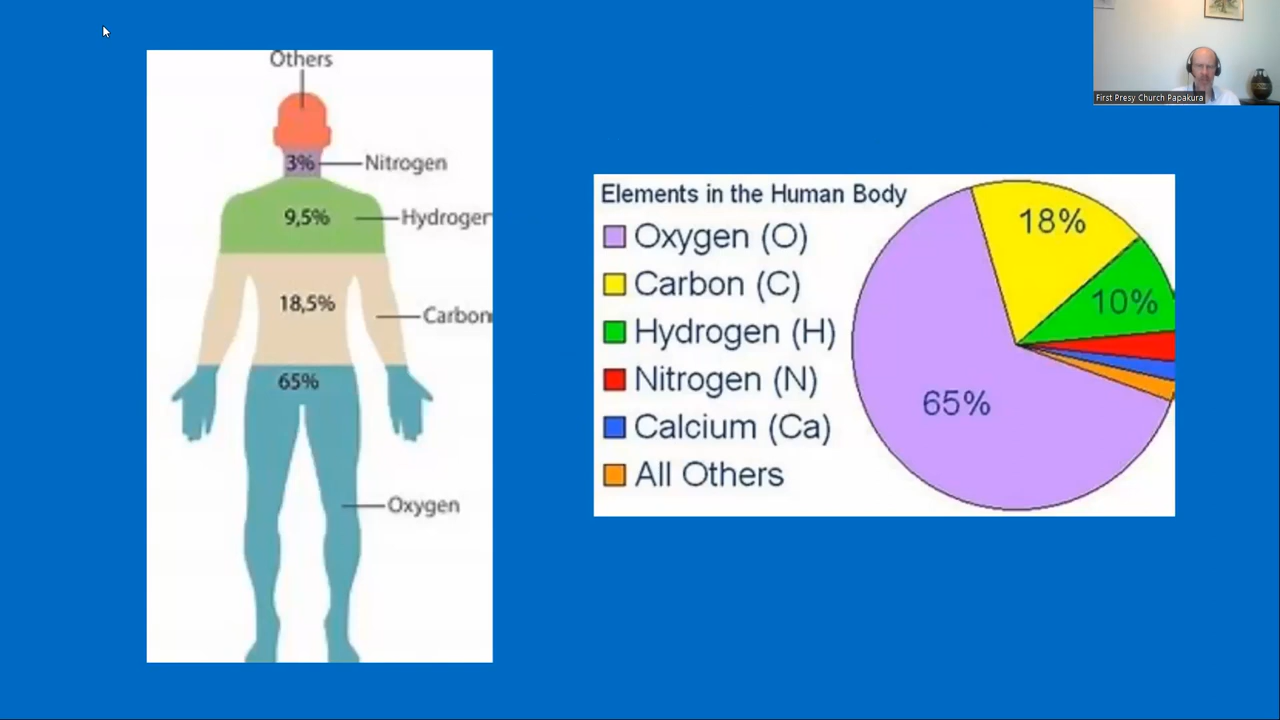 Others
3%
Nitrogen
9,5%
Hydroger
18,5%
Carbon
65%
Oxygen
Elements in the Human Body
Oxygen (O)
Carbon (C)
Hydrogen (H)
Nitrogen (N)
Calcium (Ca)
All Others
18%
10%
65%
First Presy Church Papakura